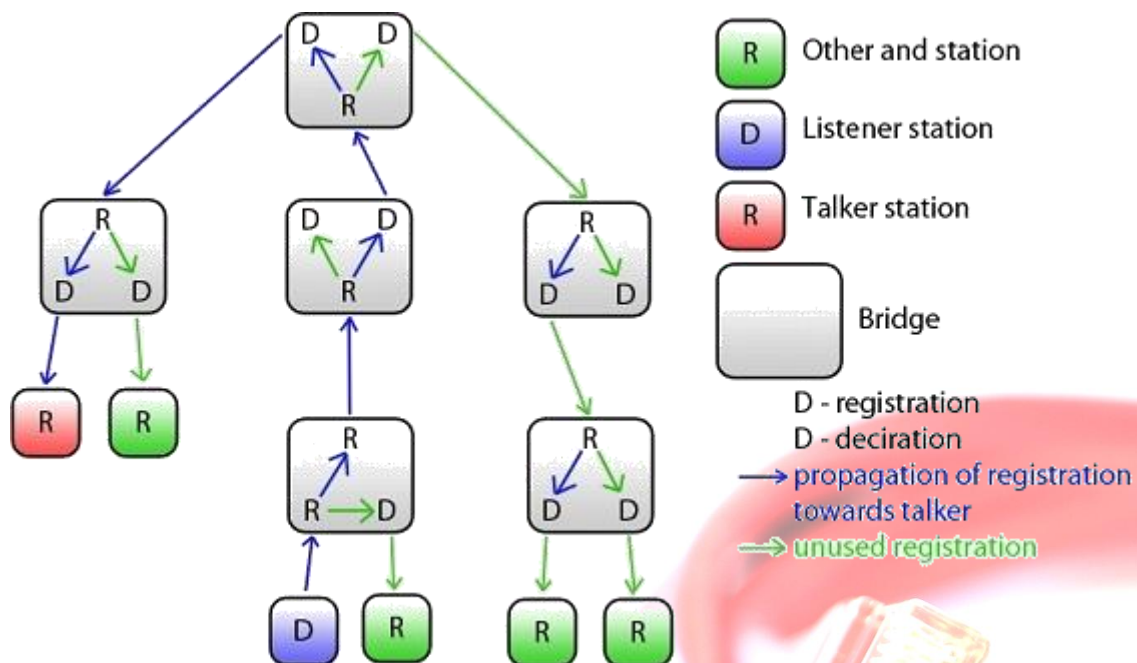 D D
R
R
D D
D D
R
R
D D
R
R
R
R D
R
D D
D
R
R
R
R
Other and station
D
Listener station
R
Talker station
Bridge
D - registration
D - deciration
propagation of registration
towards talker
unused registration